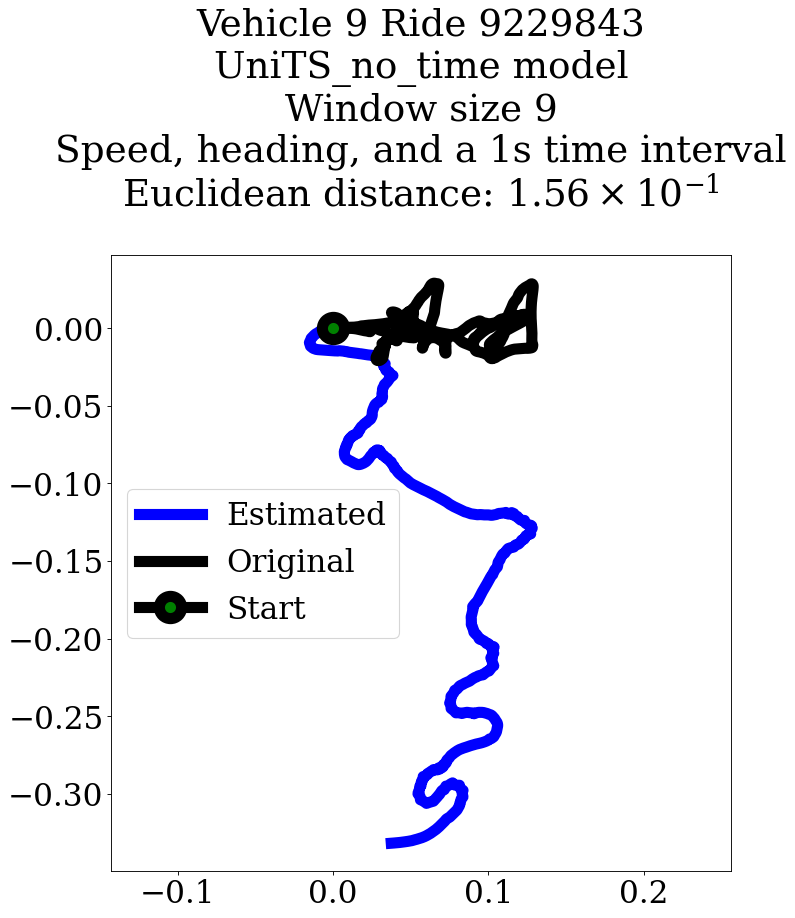 Vehicle 9 Ride 9229843
UniTS_no_time model
Window size 9
Speed, heading, and a 1s time interval
Euclidean distance: 1.56 × 10⁻¹
0.00
−0.05
−0.10
−0.15
−0.20
−0.25
−0.30
Estimated
Original
Start
−0.1 0.0 0.1 0.2